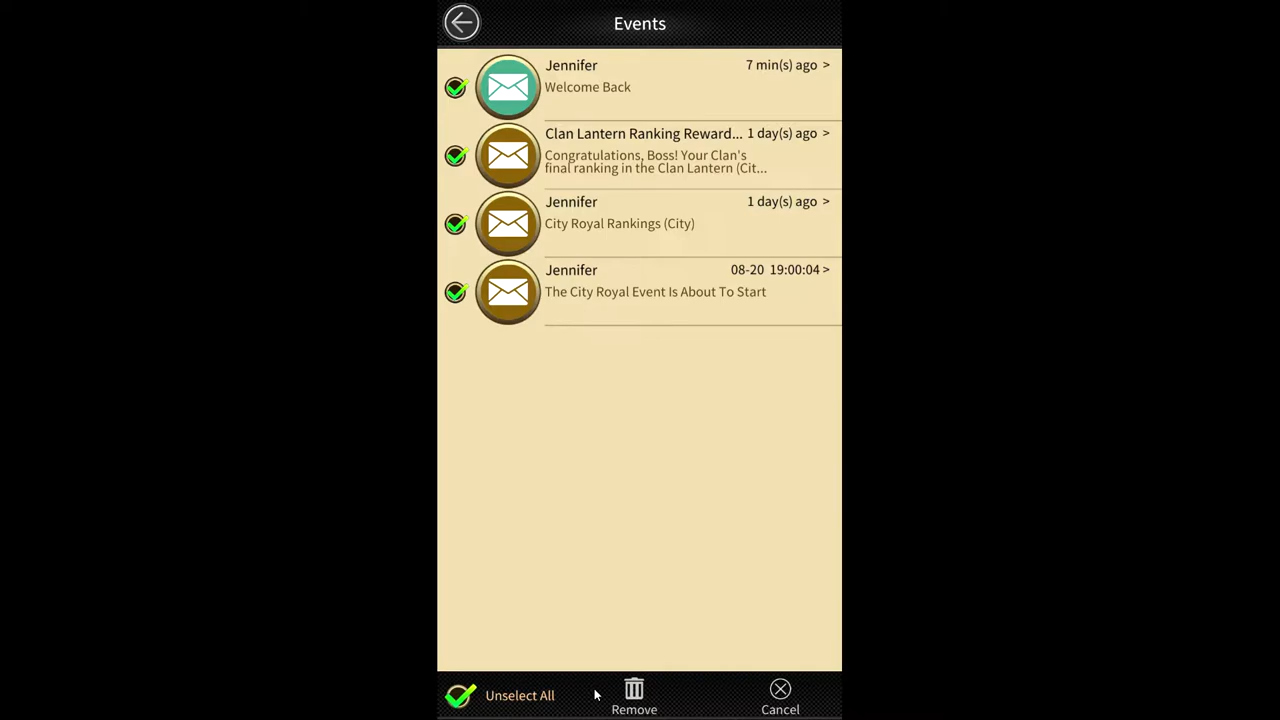 Events
Jennifer 7 min(s) ago >
Welcome Back
Clan Lantern Ranking Reward... 1 day(s) ago >
Congratulations, Boss! Your Clan's
final ranking in the Clan Lantern (Cit...
Jennifer 1 day(s) ago >
City Royal Rankings (City)
Jennifer 08-20 19:00:04 >
The City Royal Event Is About To Start
Unselect All Remove Cancel